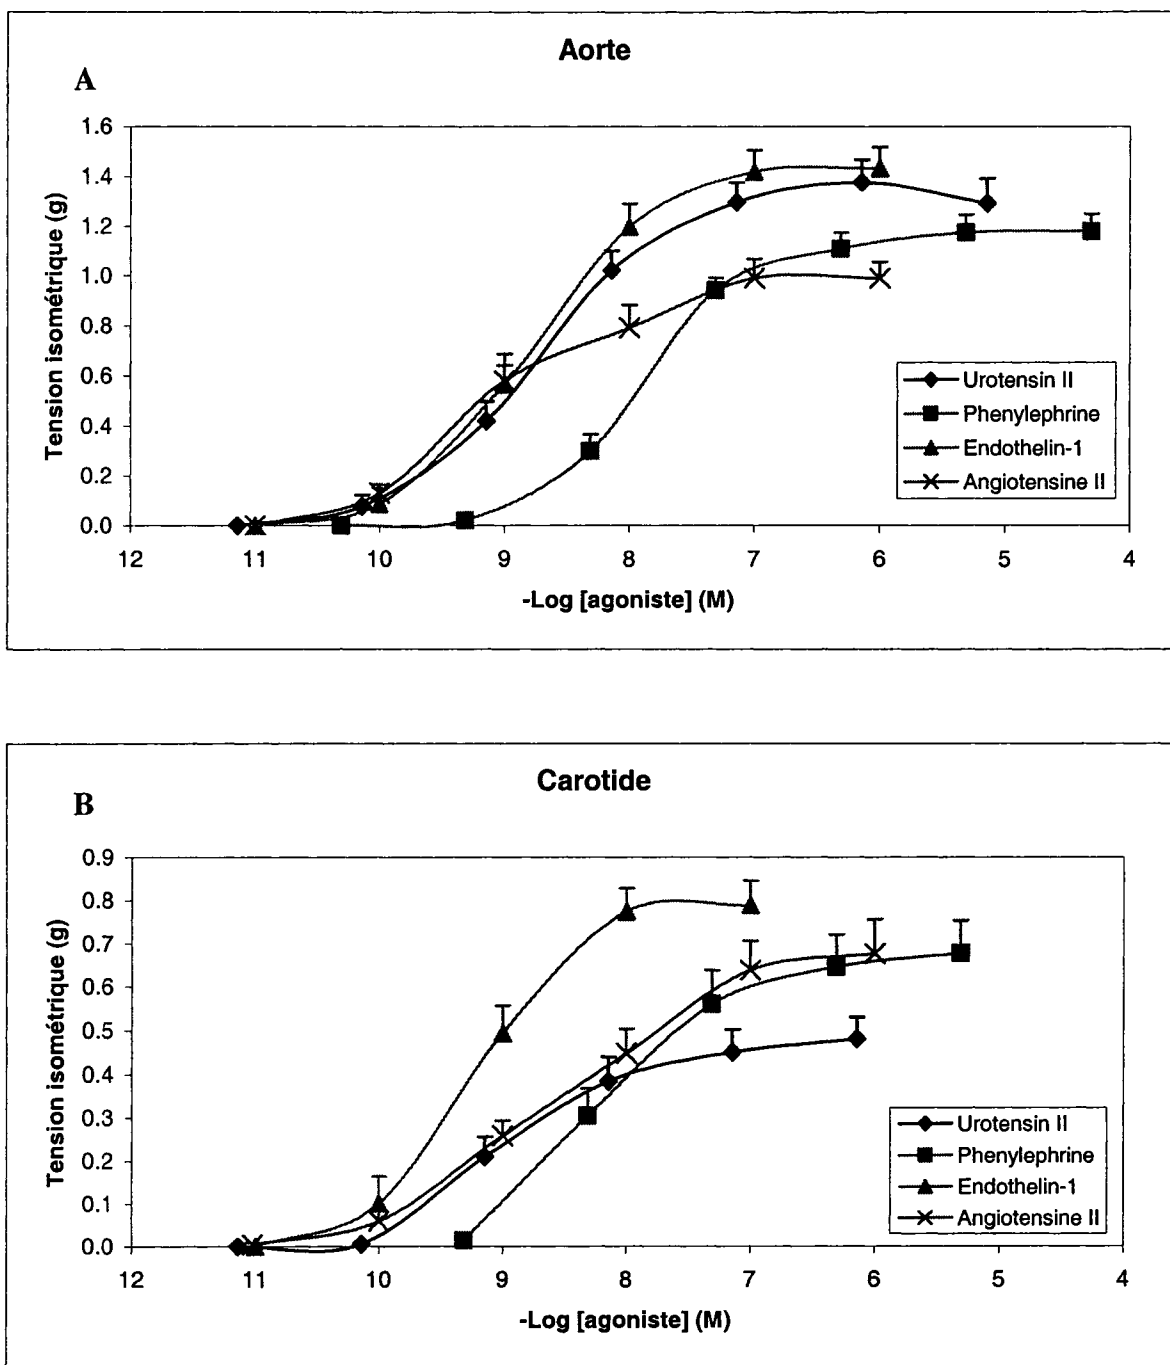 Aorte
A
Tension isométrique (g)
1.6
1.4
1.2
1.0
0.8
0.6
0.4
0.2
0.0
12 11 10 9 8 7 6 5 4
-Log [agoniste] (M)
Urotensin II
Phenylephrine
Endothelin-1
Angiotensine II
Carotide
B
Tension isométrique (g)
0.9
0.8
0.7
0.6
0.5
0.4
0.3
0.2
0.1
0.0
12 11 10 9 8 7 6 5 4
-Log [agoniste] (M)
Urotensin II
Phenylephrine
Endothelin-1
Angiotensine II